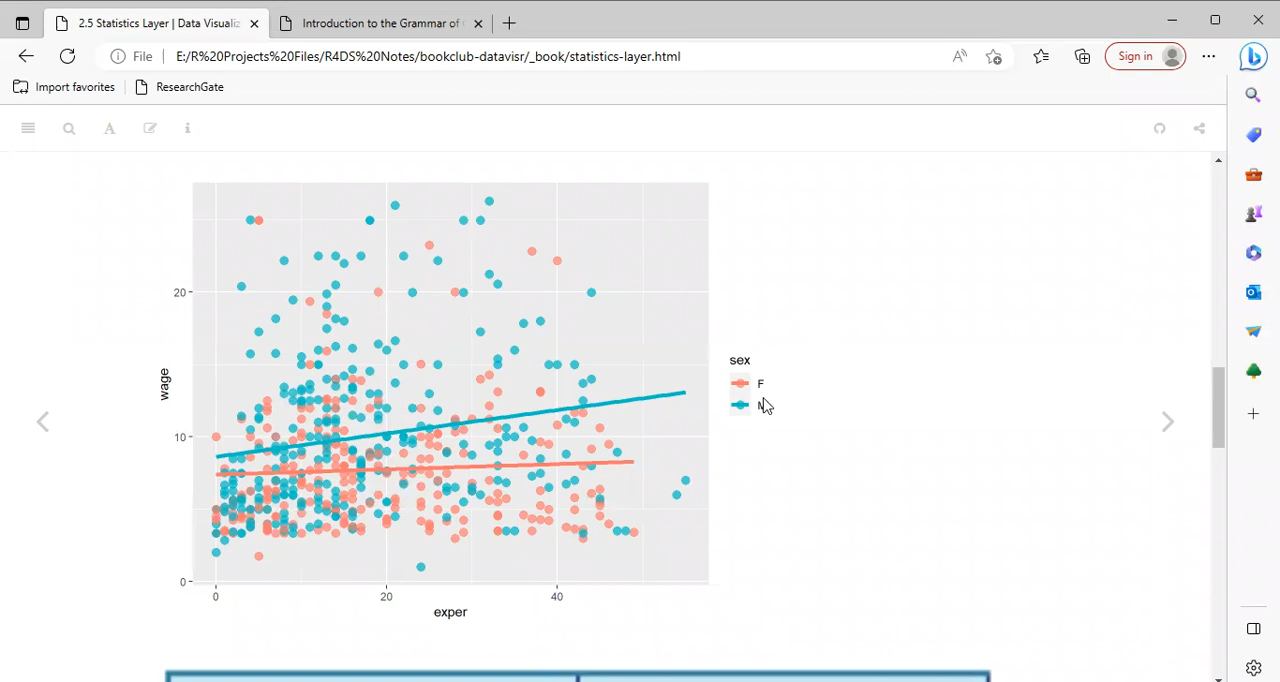 2.5 Statistics Layer | Data Visualiz
Introduction to the Grammar of
File
E:/R%20Projects%20Files/R4DS%20Notes/bookclub-datavisr/_book/statistics-layer.html
Sign in
Import favorites
ResearchGate
wage
20
10
0
0
20
40
exper
sex
F